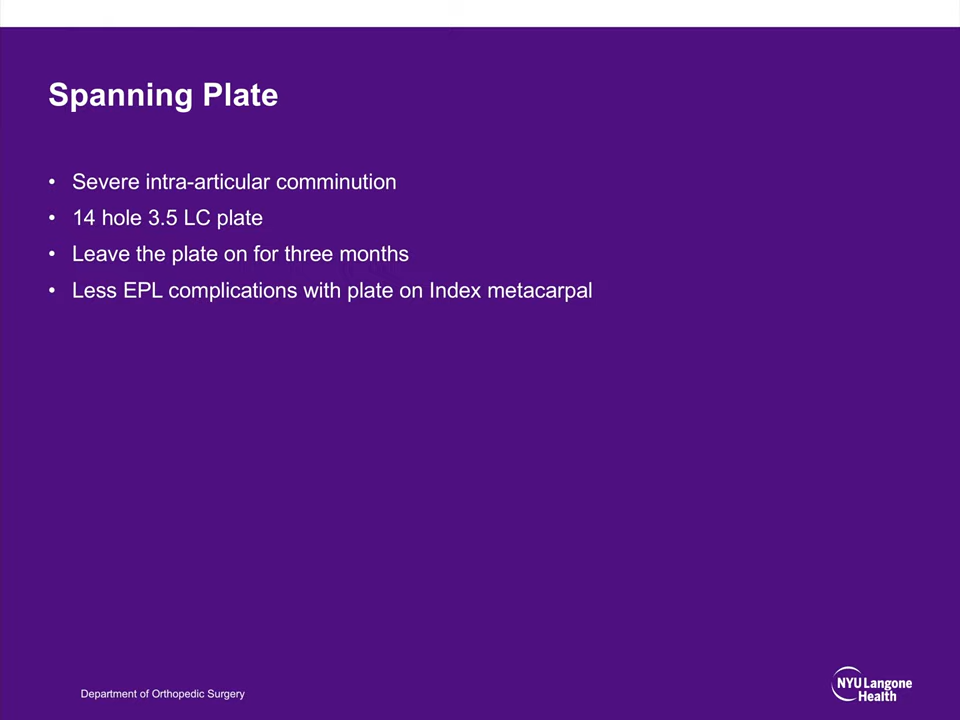 Spanning Plate
• Severe intra-articular comminution
• 14 hole 3.5 LC plate
• Leave the plate on for three months
• Less EPL complications with plate on Index metacarpal
Department of Orthopedic Surgery
NYU Langone
Health